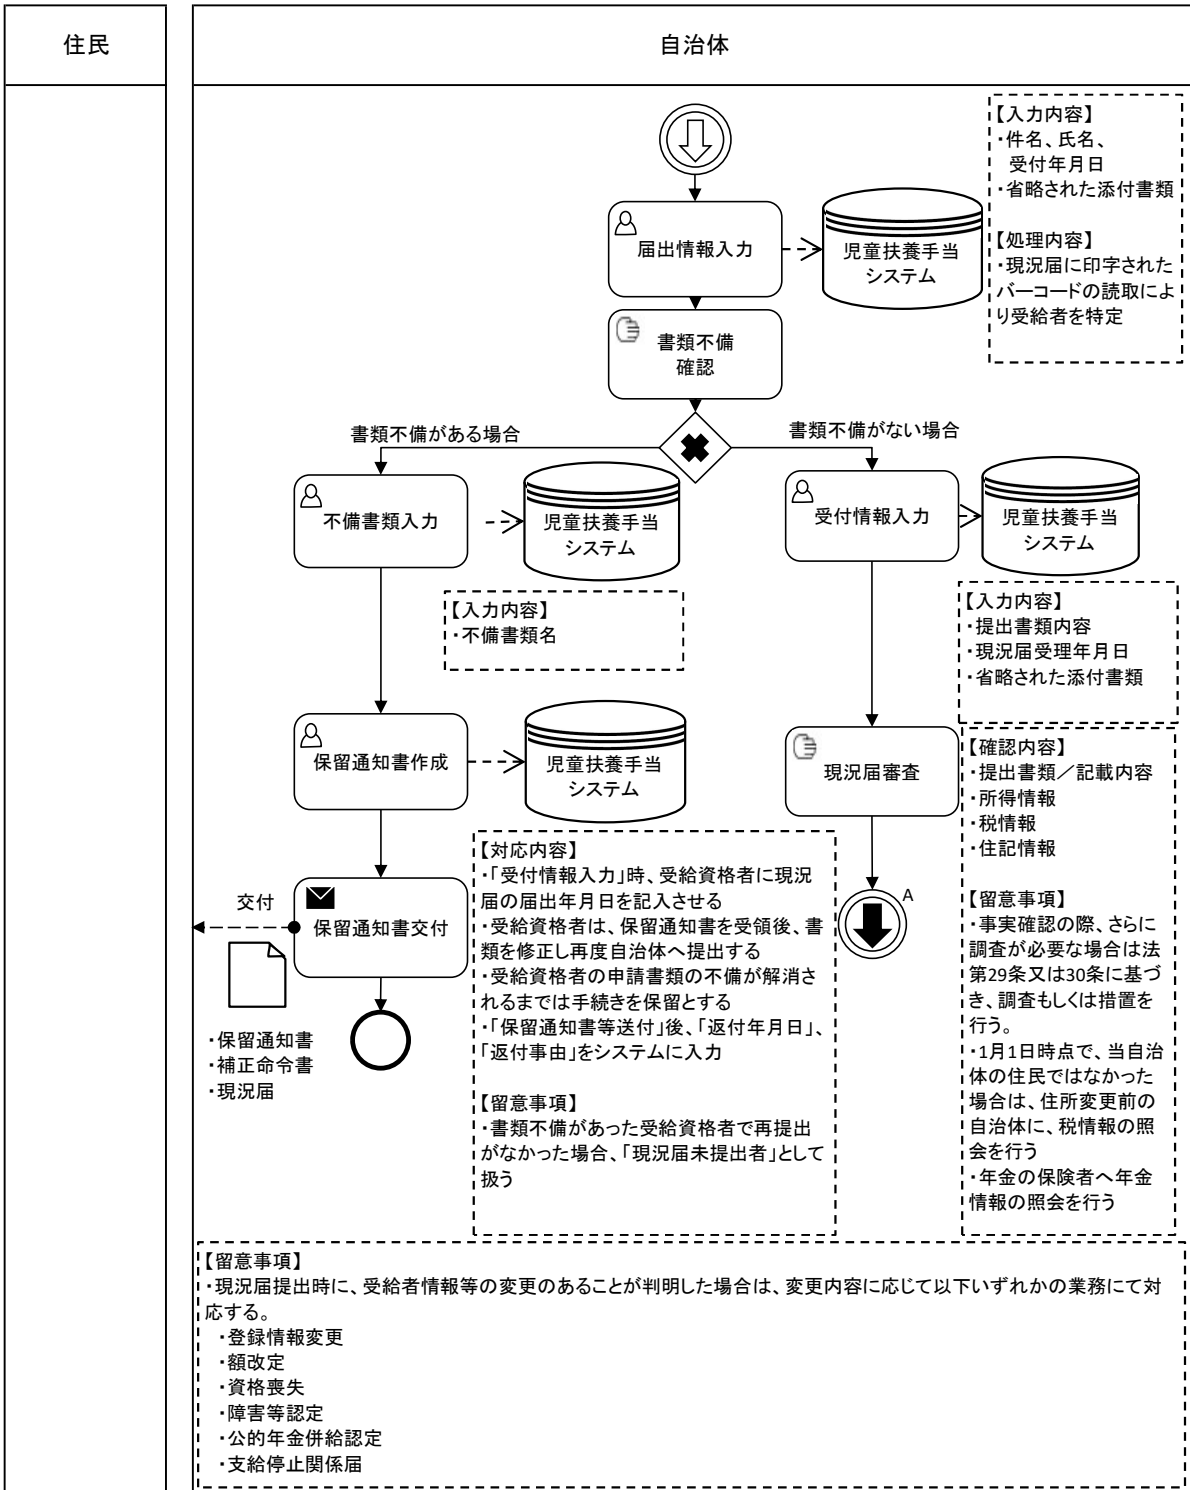 住民
自治体
【入力内容】
・件名、氏名、
受付年月日
・省略された添付書類
【処理内容】
・現況届に印字された
バーコードの読取によ
り受給者を特定
届出情報入力
児童扶養手当
システム
書類不備
確認
書類不備がある場合
書類不備がない場合
不備書類入力
児童扶養手当
システム
受付情報入力
児童扶養手当
システム
【入力内容】
・不備書類名
【入力内容】
・提出書類内容
・現況届受理年月日
・省略された添付書類
保留通知書作成
児童扶養手当
システム
現況届審査
【確認内容】
・提出書類／記載内容
・所得情報
・税情報
・住記情報
【留意事項】
・事実確認の際、さらに
調査が必要な場合は法
第29条又は30条に基づ
き、調査もしくは措置を
行う。
・1月1日時点で、当自治
体の住民ではなかった
場合は、住所変更前の
自治体に、税情報の照
会を行う
・年金の保険者へ年金
情報の照会を行う
A
【対応内容】
・「受付情報入力」時、受給資格者に現況
届の届出年月日を記入させる
・受給資格者は、保留通知書を受領後、書
類を修正し再度自治体へ提出する
・受給資格者の申請書類の不備が解消さ
れるまでは手続きを保留とする
・「保留通知書等送付」後、「返付年月日」、
「返付事由」をシステムに入力
【留意事項】
・書類不備があった受給資格者で再提出
がなかった場合、「現況届未提出者」として
扱う
交付
保留通知書交付
・保留通知書
・補正命令書
・現況届
【留意事項】
・現況届提出時に、受給者情報等の変更のあることが判明した場合は、変更内容に応じて以下いずれかの業務にて対
応する。
・登録情報変更
・額改定
・資格喪失
・障害等認定
・公的年金併給認定
・支給停止関係届